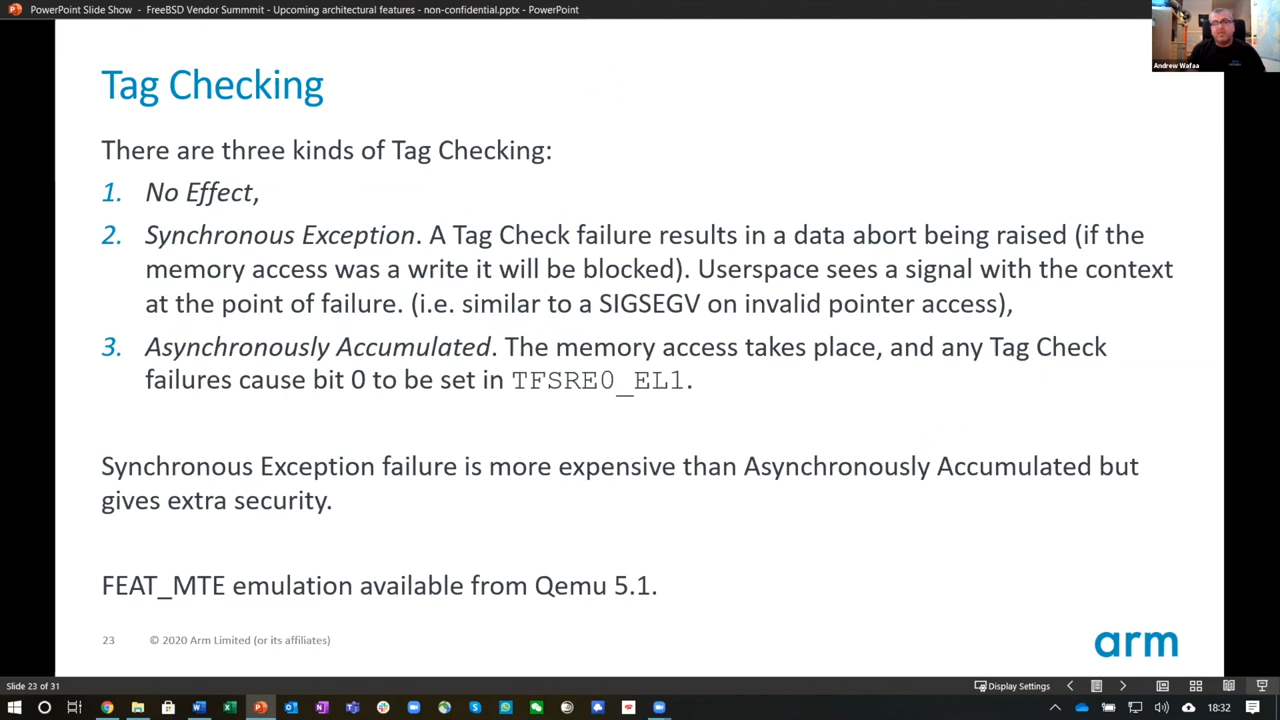 PowerPoint Slide Show - FreeBSD Vendor Summmit - Upcoming architectural features - non-confidential.pptx - PowerPoint
Andrew Wafaa
Tag Checking
There are three kinds of Tag Checking:
1. No Effect,
2. Synchronous Exception. A Tag Check failure results in a data abort being raised (if the
memory access was a write it will be blocked). Userspace sees a signal with the context
at the point of failure. (i.e. similar to a SIGSEGV on invalid pointer access),
3. Asynchronously Accumulated. The memory access takes place, and any Tag Check
failures cause bit 0 to be set in TFSRE0_EL1.
Synchronous Exception failure is more expensive than Asynchronously Accumulated but
gives extra security.
FEAT_MTE emulation available from Qemu 5.1.
23 © 2020 Arm Limited (or its affiliates)
arm
Slide 23 of 31
Display Settings
18:32